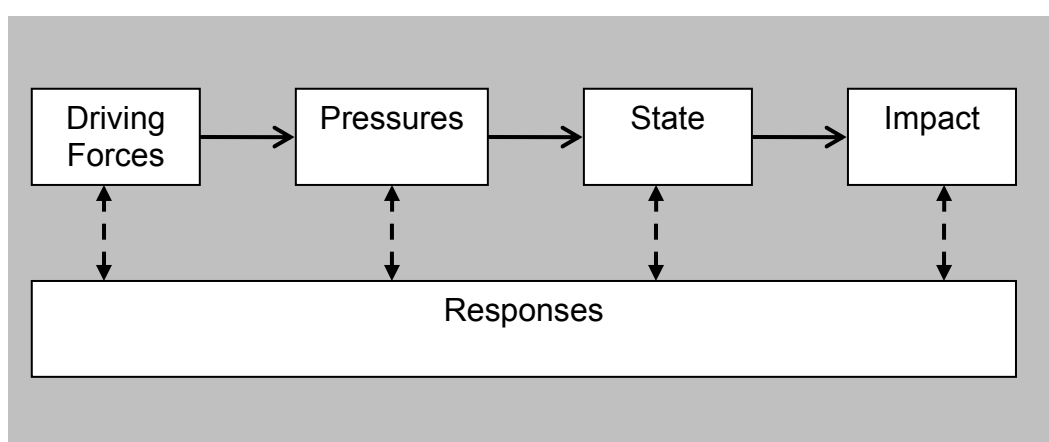 Driving
Forces
Pressures
State
Impact
Responses